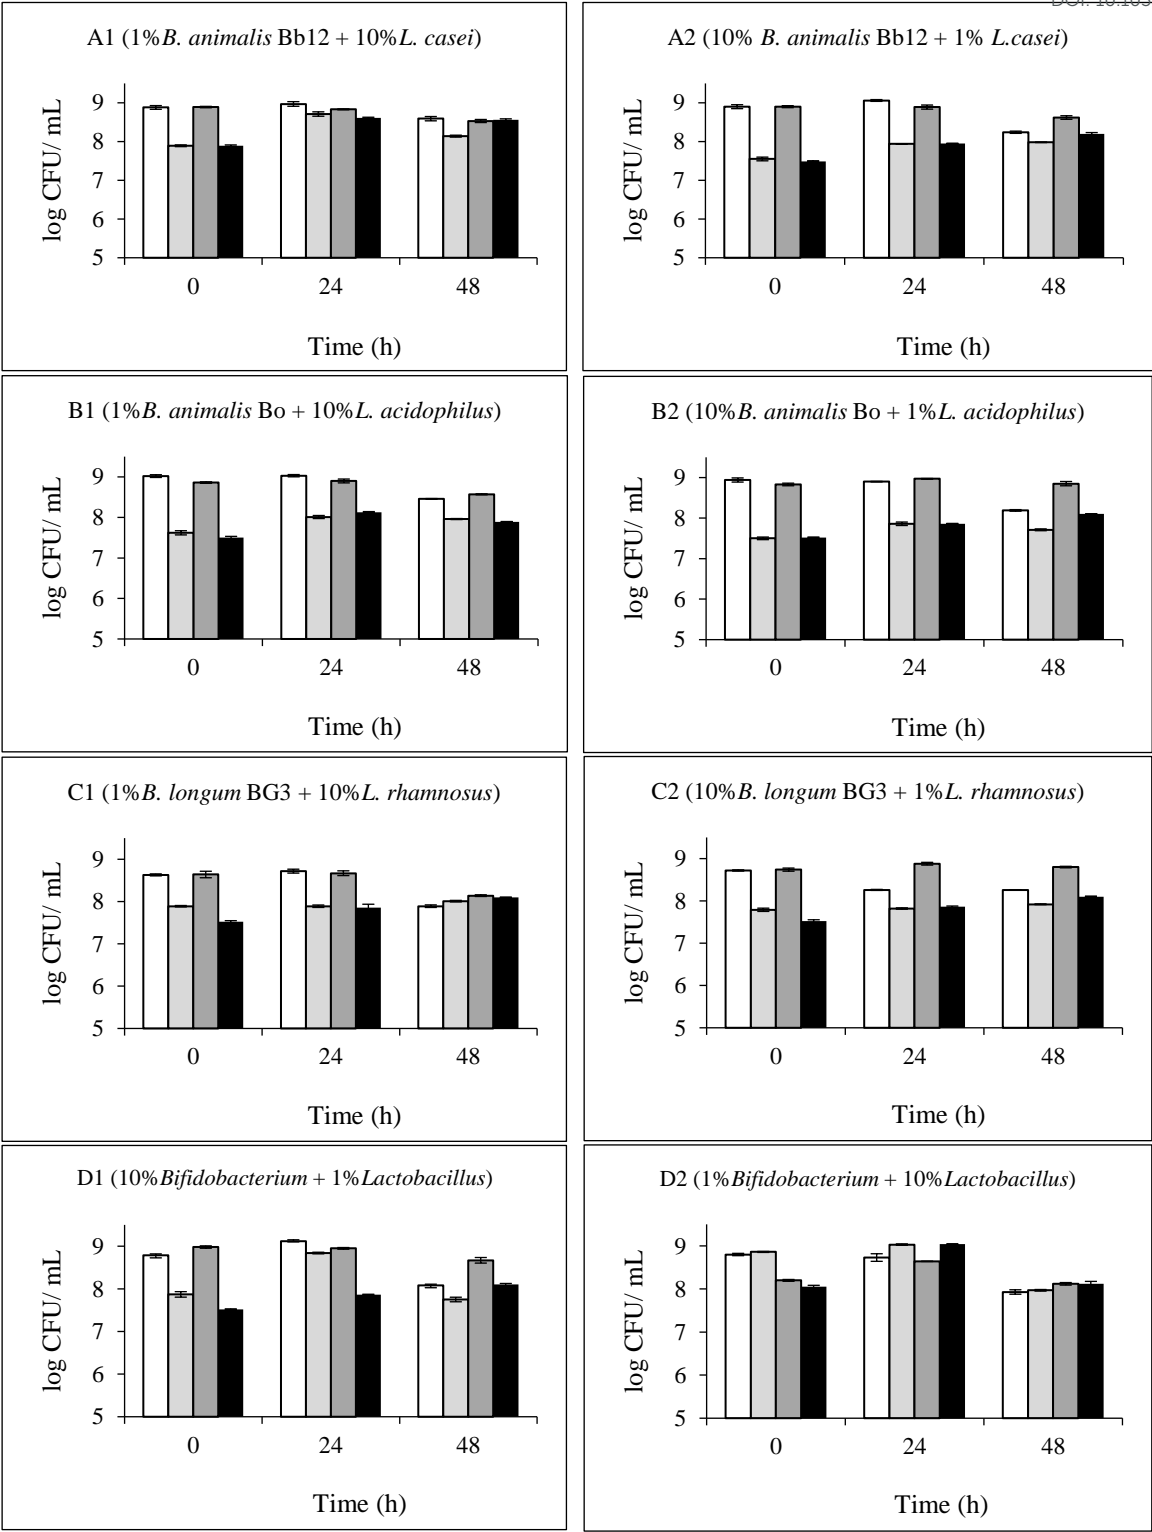 DOI: 10.103
A1 (1%B. animalis Bb12 + 10%L. casei)
log CFU/ mL
9
8
7
6
5
0 24 48
Time (h)
A2 (10% B. animalis Bb12 + 1% L.casei)
log CFU/ mL
9
8
7
6
5
0 24 48
Time (h)
B1 (1%B. animalis Bo + 10%L. acidophilus)
log CFU/ mL
9
8
7
6
5
0 24 48
Time (h)
B2 (10%B. animalis Bo + 1%L. acidophilus)
log CFU/ mL
9
8
7
6
5
0 24 48
Time (h)
C1 (1%B. longum BG3 + 10%L. rhamnosus)
log CFU/ mL
9
8
7
6
5
0 24 48
Time (h)
C2 (10%B. longum BG3 + 1%L. rhamnosus)
log CFU/ mL
9
8
7
6
5
0 24 48
Time (h)
D1 (10%Bifidobacterium + 1%Lactobacillus)
log CFU/ mL
9
8
7
6
5
0 24 48
Time (h)
D2 (1%Bifidobacterium + 10%Lactobacillus)
log CFU/ mL
9
8
7
6
5
0 24 48
Time (h)